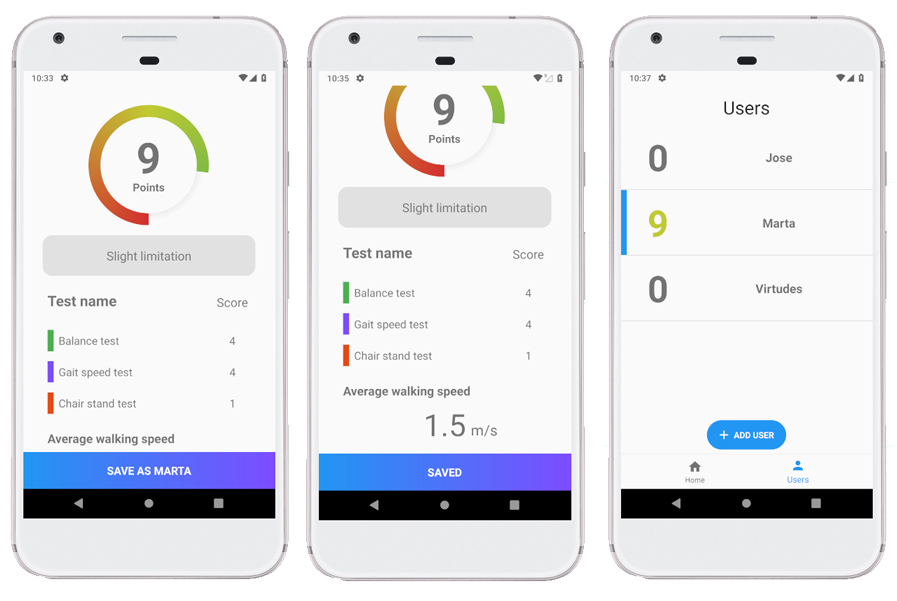 10:33
9
Points
Slight limitation
Test name Score
Balance test 4
Gait speed test 4
Chair stand test 1
Average walking speed
SAVE AS MARTA
10:35
9
Points
Slight limitation
Test name Score
Balance test 4
Gait speed test 4
Chair stand test 1
Average walking speed
1.5 m/s
SAVED
10:37
Users
0 Jose
9 Marta
0 Virtudes
+ ADD USER
Home Users